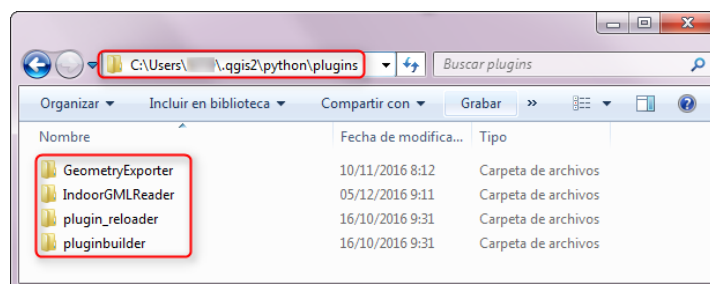 C:\Users\ \.qgis2\python\plugins
Buscar plugins
Organizar Incluir en biblioteca Compartir con Grabar »
Nombre Fecha de modifica... Tipo
GeometryExporter 10/11/2016 8:12 Carpeta de archivos
IndoorGMLReader 05/12/2016 9:11 Carpeta de archivos
plugin_reloader 16/10/2016 9:31 Carpeta de archivos
pluginbuilder 16/10/2016 9:31 Carpeta de archivos